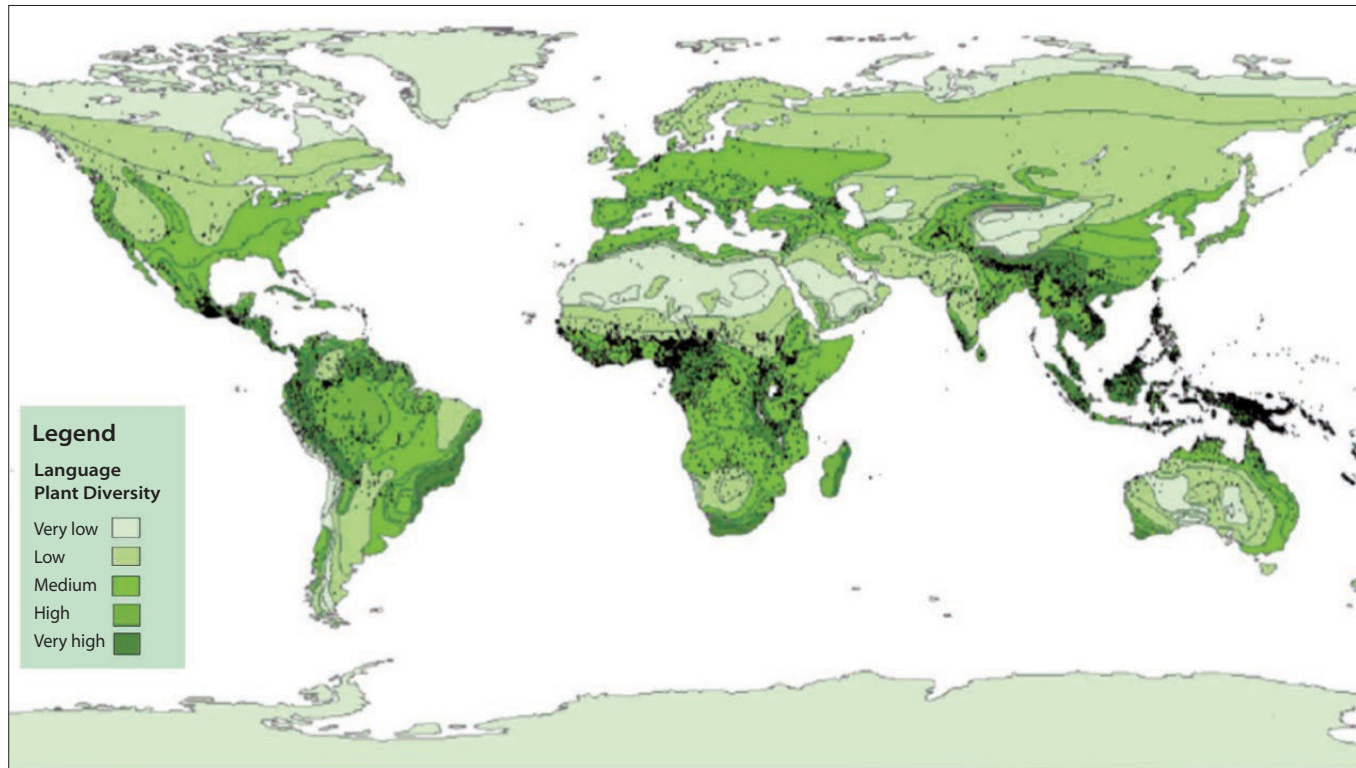 Legend
Language
Plant Diversity
Very low
Low
Medium
High
Very high